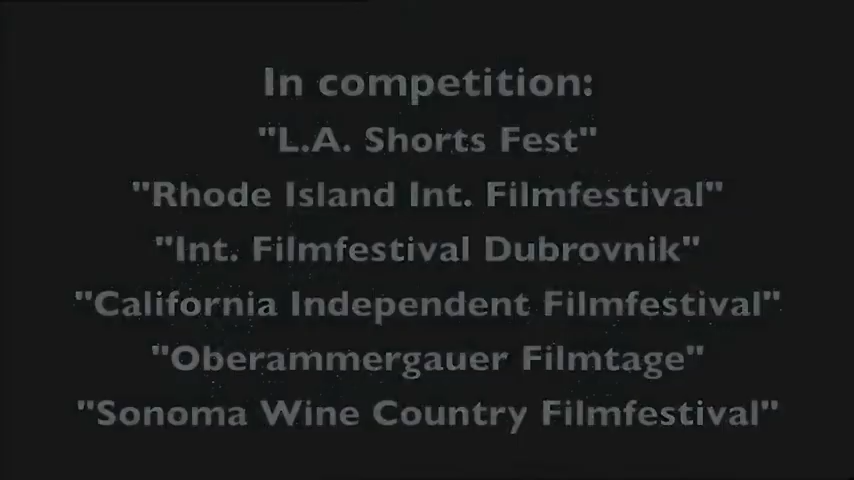 In competition:
"L.A. Shorts Fest"
"Rhode Island Int. Filmfestival"
"Int. Filmfestival Dubrovnik"
"California Independent Filmfestival"
"Oberammergauer Filmtage"
"Sonoma Wine Country Filmfestival"